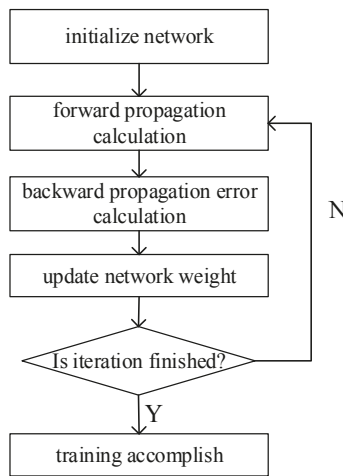 initialize network
forward propagation
calculation
backward propagation error
calculation
N
update network weight
Is iteration finished?
Y
training accomplish